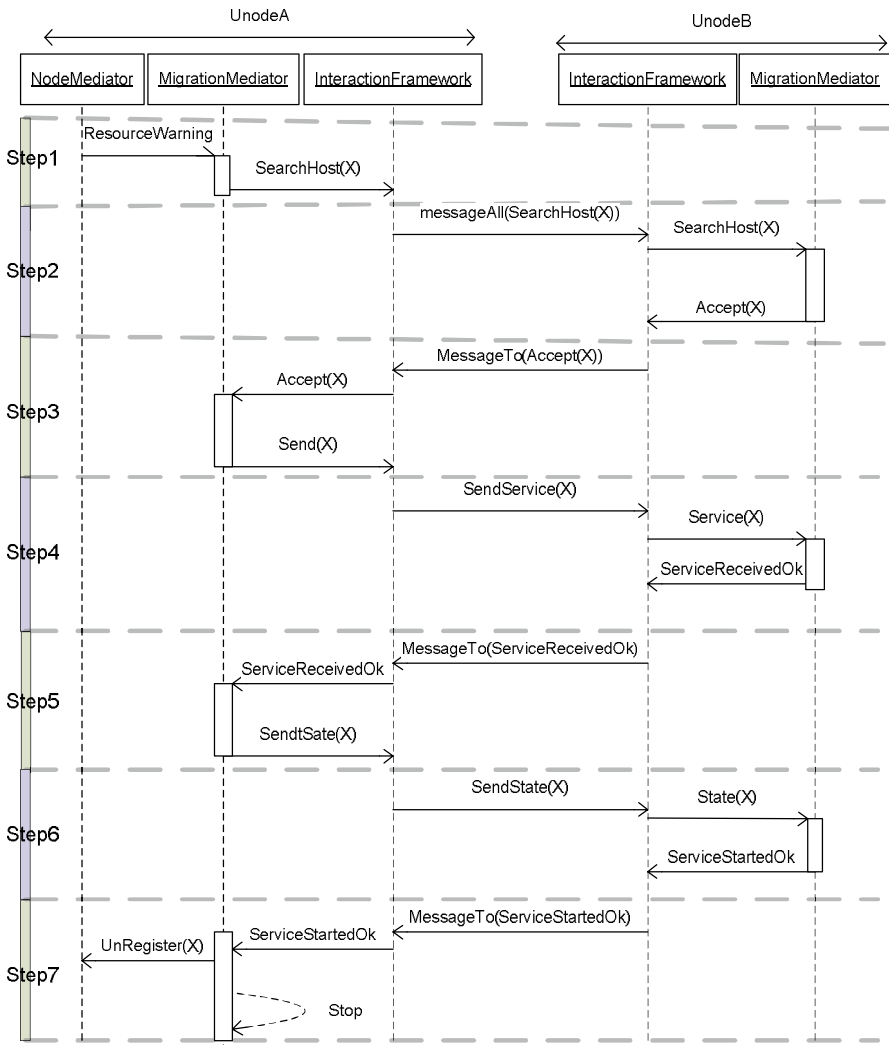 UnodeA
UnodeB
NodeMediator
MigrationMediator
InteractionFramework
InteractionFramework
MigrationMediator
Step1
ResourceWarning
SearchHost(X)
Step2
messageAll(SearchHost(X))
SearchHost(X)
Accept(X)
Step3
MessageTo(Accept(X))
Accept(X)
Send(X)
Step4
SendService(X)
Service(X)
ServiceReceivedOk
Step5
MessageTo(ServiceReceivedOk)
ServiceReceivedOk
SendtSate(X)
Step6
SendState(X)
State(X)
ServiceStartedOk
Step7
MessageTo(ServiceStartedOk)
ServiceStartedOk
UnRegister(X)
Stop